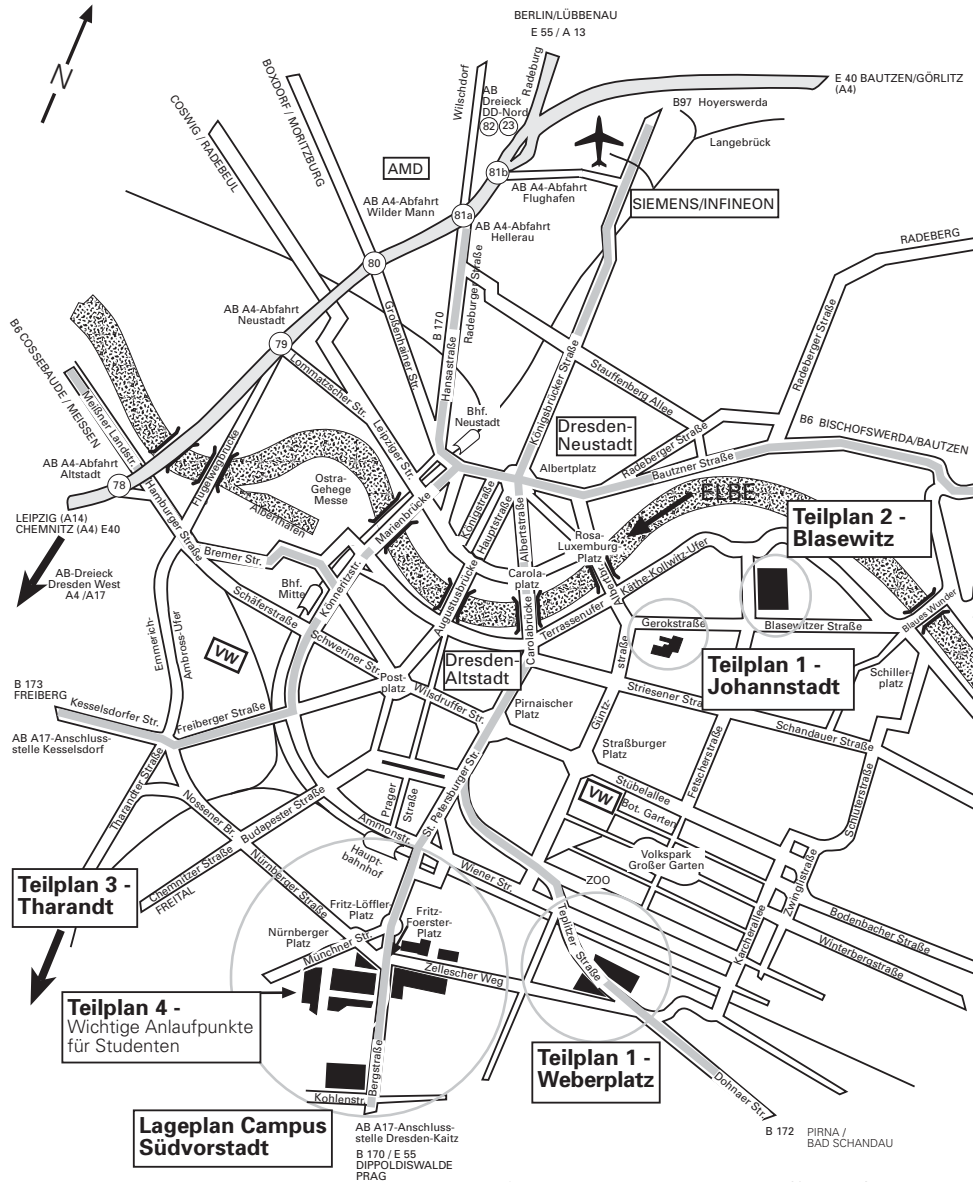 BERLIN/LÜBBENAU
E 55 / A 13
N
E 40 BAUTZEN/GÖRLITZ
(A4)
BOXDORF / MORITZBURG
COSWIG / RADEBEUL
Wilschdorf
AB
Dreieck
DD-Nord
82 23
Radeburg
B97 Hoyerswerda
Langebrück
AMD
81b
AB A4-Abfahrt
Flughafen
AB A4-Abfahrt
Wilder Mann
SIEMENS/INFINEON
81a
AB A4-Abfahrt
Hellerau
RADEBERG
80
AB A4-Abfahrt
Neustadt
79
B 170
Radeburger Straße
Hansastraße
Großenhainer Str.
Lommatzscher Str.
Leipziger Str.
Königsbrücker Straße
Stauffenberg Allee
Radeberger Straße
B6 COSSEBAUDE / MEISSEN
Meißner Landstr.
Bhf.
Neustadt
Dresden-
Neustadt
Radeberger Straße
Bautzner Straße
B6 BISCHOFSWERDA/BAUTZEN
Albertplatz
AB A4-Abfahrt
Altstadt
78
Flügelwegbrücke
Hamburger Straße
Ostra-
Gehege
Messe
Alberthafen
Marienbrücke
Königstraße
Hauptstraße
Albertstraße
ELBE
LEIPZIG (A14)
CHEMNITZ (A4) E40
Rosa-
Luxemburg-
Platz
Teilplan 2 -
Blasewitz
Bremer Str.
AB-Dreieck
Dresden West
A4 /A17
Bhf.
Mitte
Könneritzstr.
Schäferstraße
Augustusbrücke
Carola-
platz
Carolabrücke
Terrassenufer
Käthe-Kollwitz-Ufer
Gerokstraße
Blasewitzer Straße
Blaues Wunder
Emmerich-
Ambross-Ufer
VW
Schweriner Str.
Dresden-
Altstadt
Post-
platz
Wilsdruffer Str.
Pirnaischer
Platz
Güntz-
straße
Teilplan 1 -
Johannstadt
Schiller-
platz
Striesener Straße
Schandauer Straße
B 173
FREIBERG
Kesselsdorfer Str.
Freiberger Straße
AB A17-Anschluss-
stelle Kesselsdorf
Straßburger
Platz
Fetscherstraße
Schlüterstraße
Tharandter Straße
Nossener Br.
Budapester Straße
Prager
Straße
St. Petersburger Str.
Stübelallee
VW
Bot. Garten
Ammonstr.
Haupt-
bahnhof
Wiener Str.
Volkspark
Großer Garten
ZOO
Zwinglistraße
Chemnitzer Straße
FREITAL
Nürnberger Straße
Teilplan 3 -
Tharandt
Fritz-Löffler-
Platz
Fritz-
Foerster-
Platz
Nürnberger
Platz
Münchner Str.
Zellescher Weg
Teplitzer Straße
Karcherallee
Bodenbacher Straße
Winterbergstraße
Teilplan 4 -
Wichtige Anlaufpunkte
für Studenten
Teilplan 1 -
Weberplatz
Bergstraße
Kohlenstr.
Dohnaer Str.
Lageplan Campus
Südvorstadt
AB A17-Anschluss-
stelle Dresden-Kaitz
B 170 / E 55
DIPPOLDISWALDE
PRAG
B 172 PIRNA /
BAD SCHANDAU